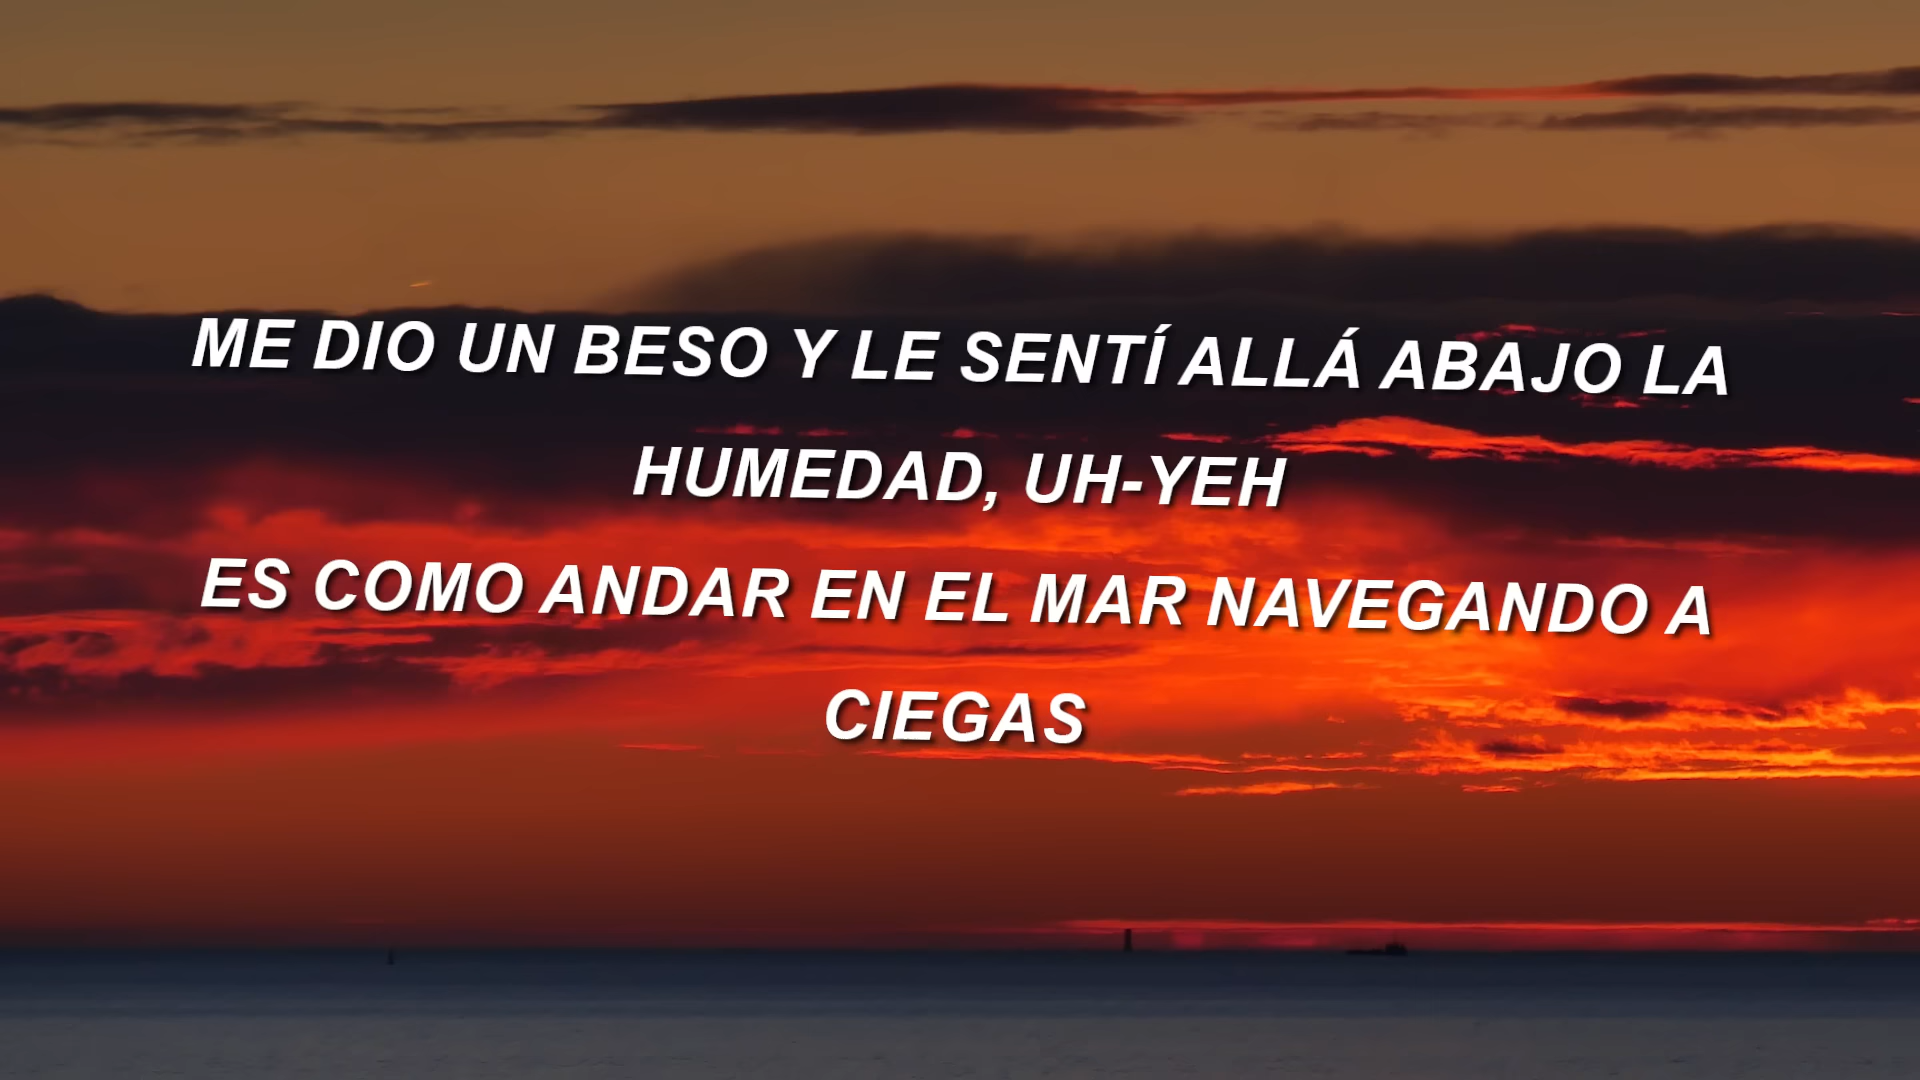 ME DIO UN BESO Y LE SENTÍ ALLÁ ABAJO LA
HUMEDAD, UH-YEH
ES COMO ANDAR EN EL MAR NAVEGANDO A
CIEGAS